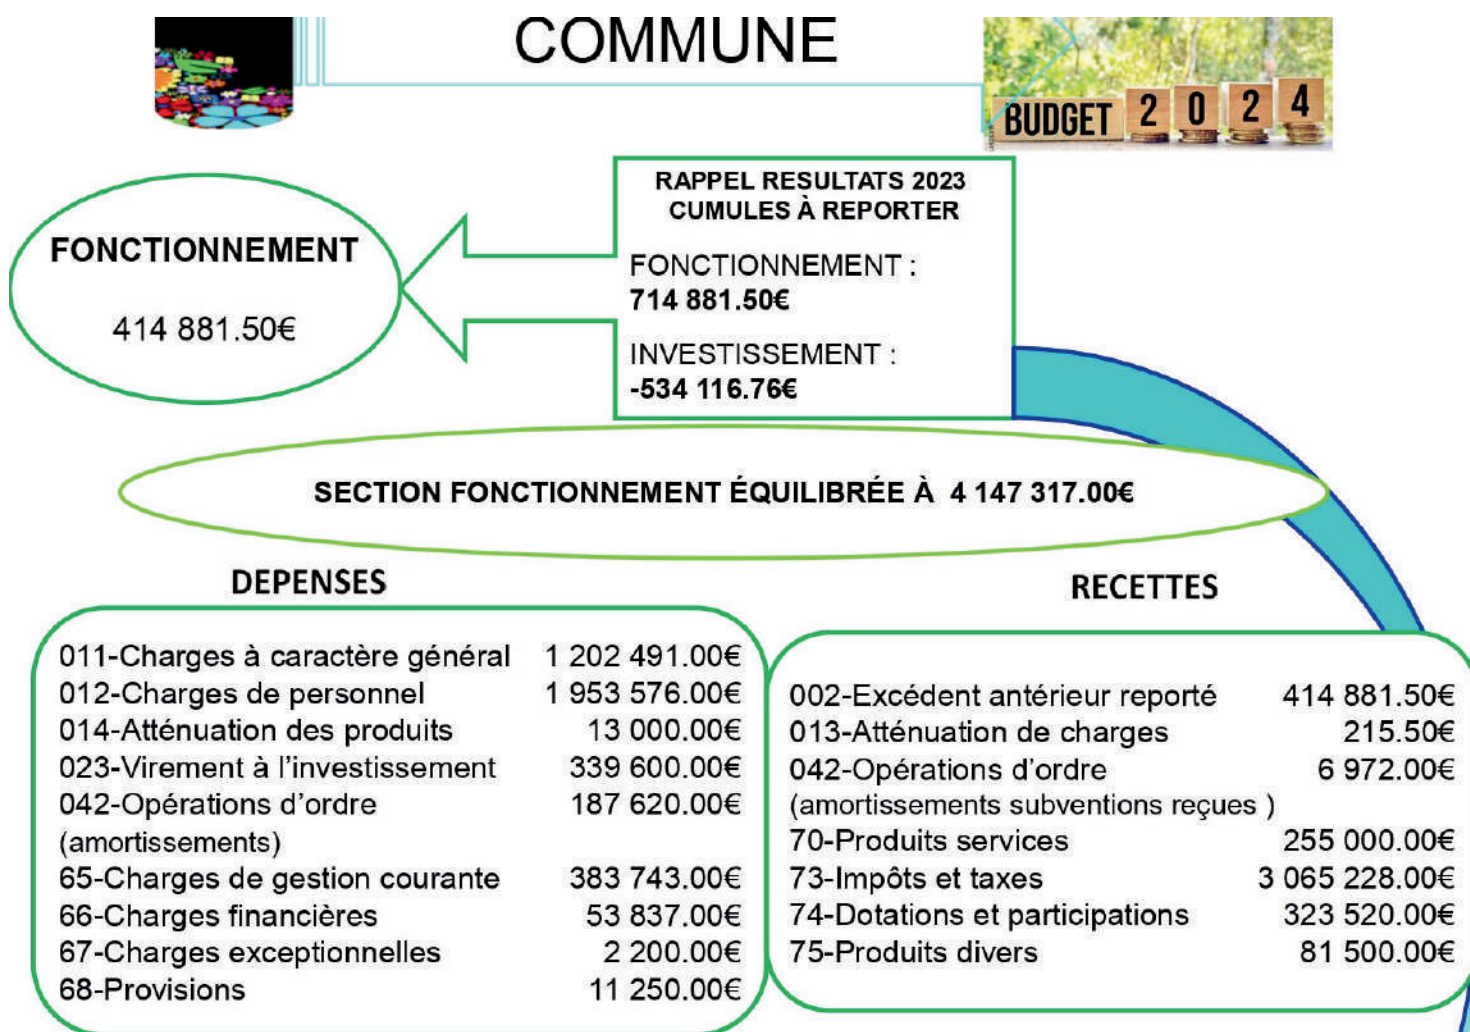 COMMUNE
BUDGET 2024
RAPPEL RESULTATS 2023
CUMULES À REPORTER
FONCTIONNEMENT :
714 881.50€
INVESTISSEMENT :
-534 116.76€
FONCTIONNEMENT
414 881.50€
SECTION FONCTIONNEMENT ÉQUILIBRÉE À 4 147 317.00€
DEPENSES
011-Charges à caractère général 1 202 491.00€
012-Charges de personnel 1 953 576.00€
014-Atténuation des produits 13 000.00€
023-Virement à l'investissement 339 600.00€
042-Opérations d'ordre 187 620.00€
(amortissements)
65-Charges de gestion courante 383 743.00€
66-Charges financières 53 837.00€
67-Charges exceptionnelles 2 200.00€
68-Provisions 11 250.00€
RECETTES
002-Excédent antérieur reporté 414 881.50€
013-Atténuation de charges 215.50€
042-Opérations d'ordre 6 972.00€
(amortissements subventions reçues )
70-Produits services 255 000.00€
73-Impôts et taxes 3 065 228.00€
74-Dotations et participations 323 520.00€
75-Produits divers 81 500.00€